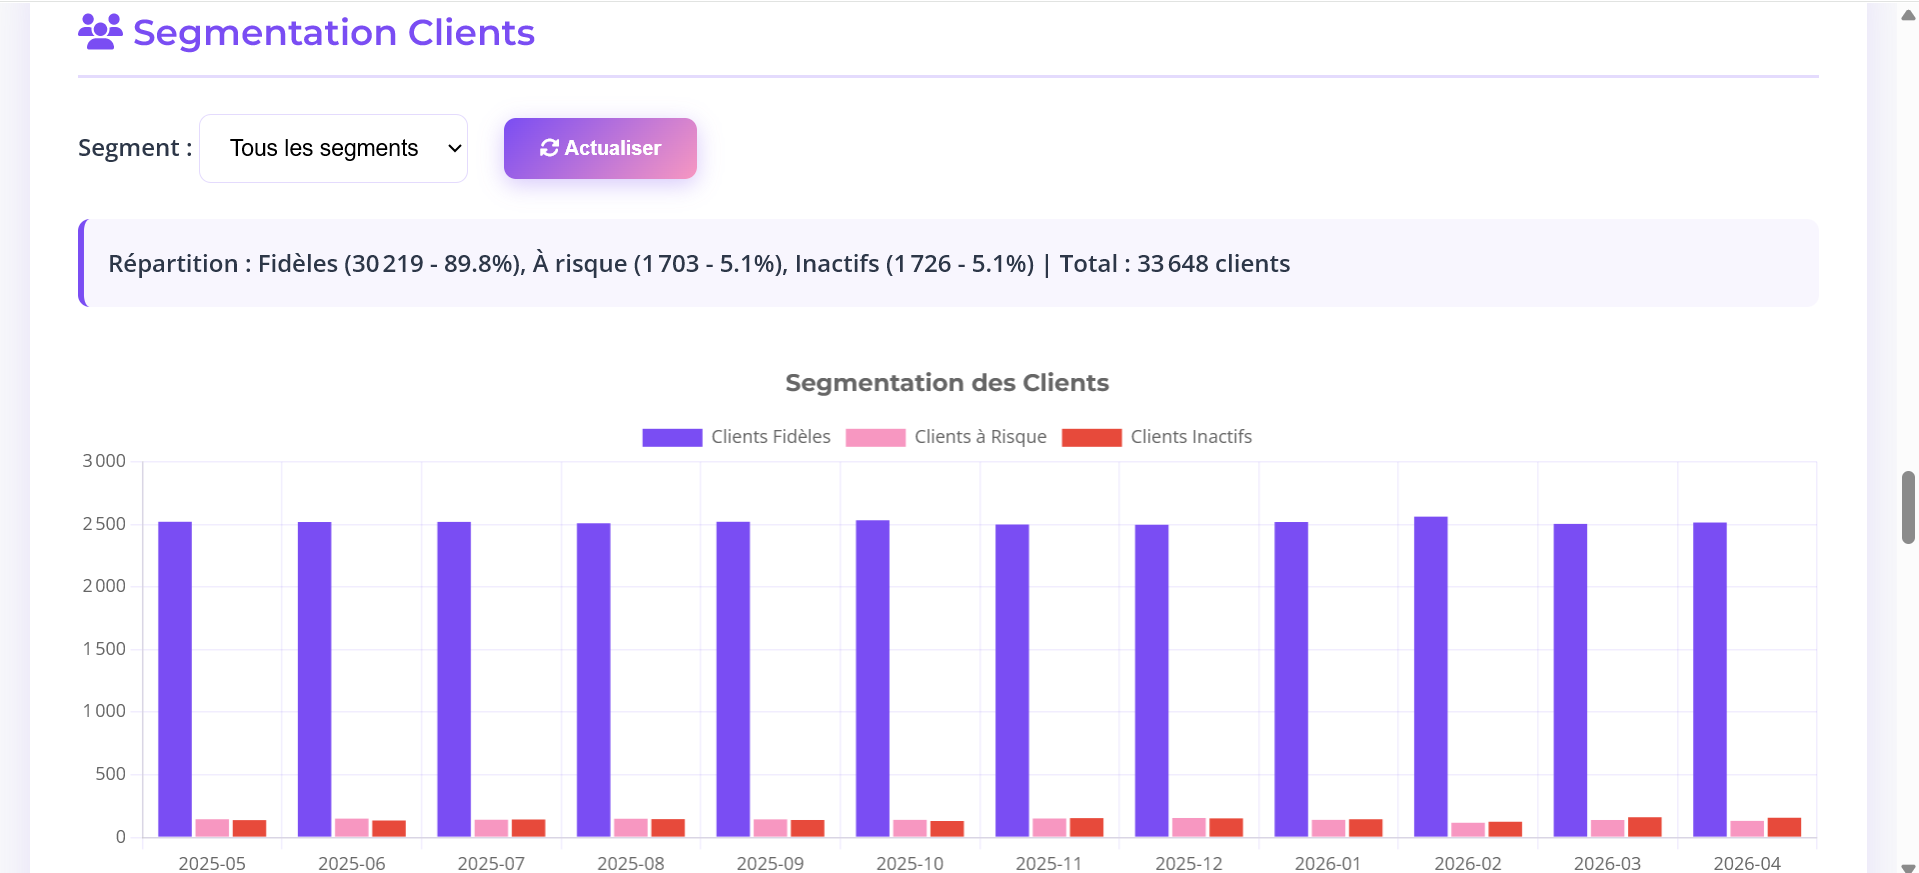 Segmentation Clients
Segment : Tous les segments Actualiser
Répartition : Fidèles (30 219 - 89.8%), À risque (1 703 - 5.1%), Inactifs (1 726 - 5.1%) | Total : 33 648 clients
Segmentation des Clients
Clients Fidèles Clients à Risque Clients Inactifs
3 000
2 500
2 000
1 500
1 000
500
0
2025-05 2025-06 2025-07 2025-08 2025-09 2025-10 2025-11 2025-12 2026-01 2026-02 2026-03 2026-04